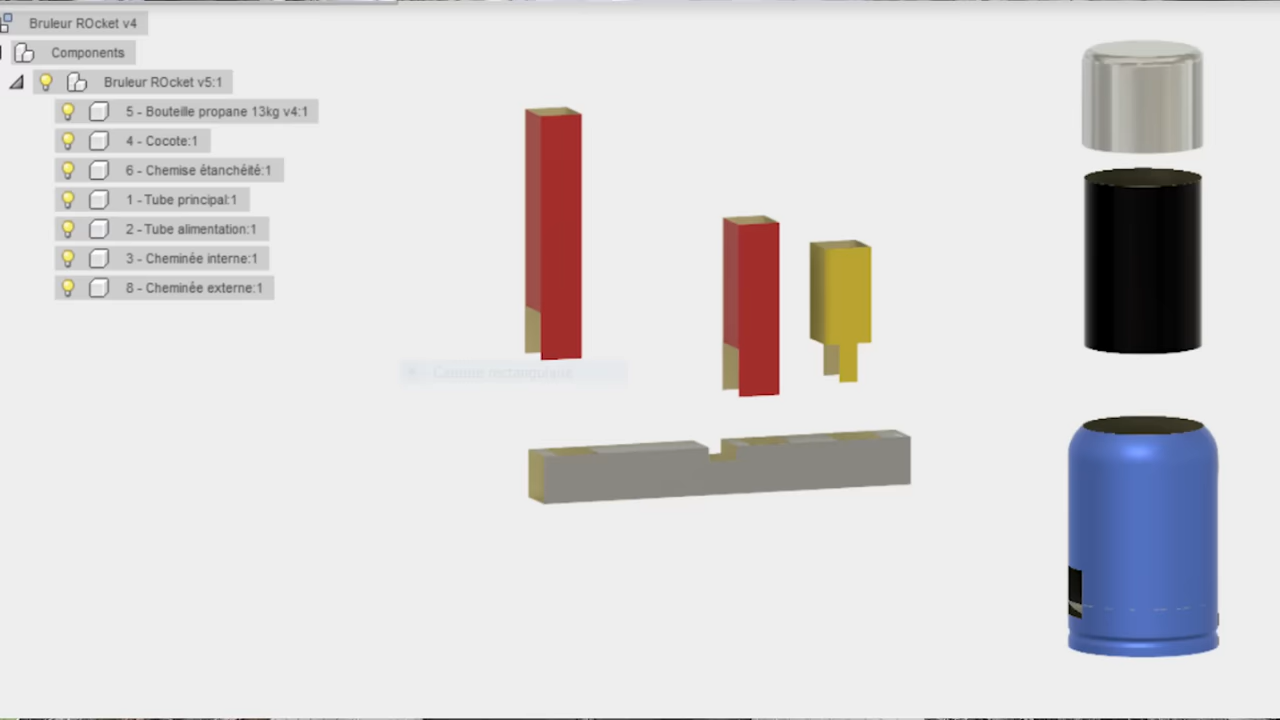 Bruleur ROcket v4
Components
Bruleur ROcket v5:1
5 - Bouteille propane 13kg v4:1
4 - Cocote:1
6 - Chemise étanchéité:1
1 - Tube principal:1
2 - Tube alimentation:1
3 - Cheminée interne:1
8 - Cheminée externe:1